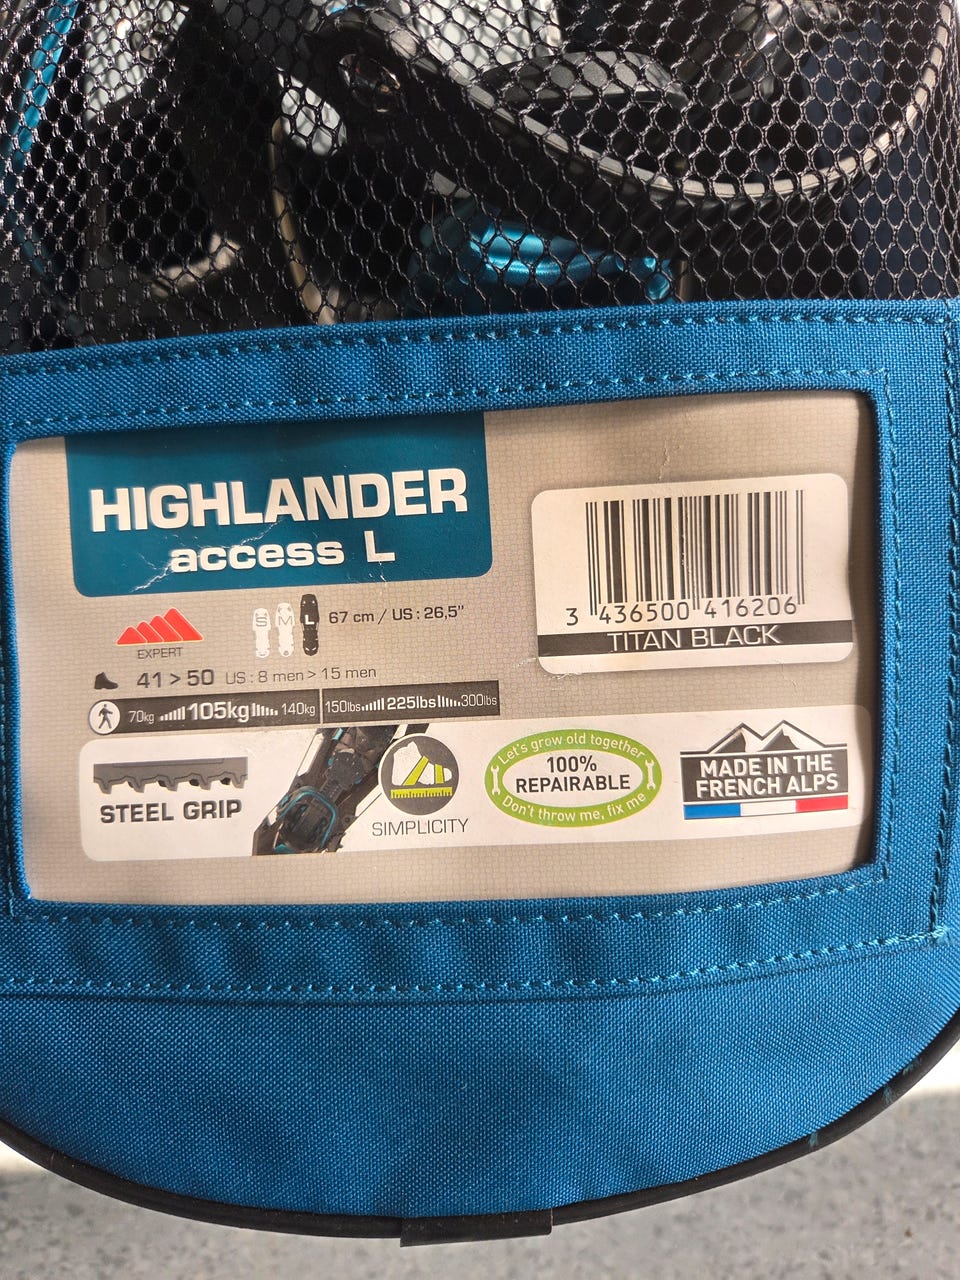 HIGHLANDER
access L
3 436500 416206
TITAN BLACK
EXPERT
S M L 67 cm / US : 26,5"
41 > 50 US : 8 men > 15 men
70kg 105kg 140kg 150lbs 225lbs 300lbs
STEEL GRIP
SIMPLICITY
Let's grow old together
100%
REPAIRABLE
Don't throw me, fix me
MADE IN THE
FRENCH ALPS